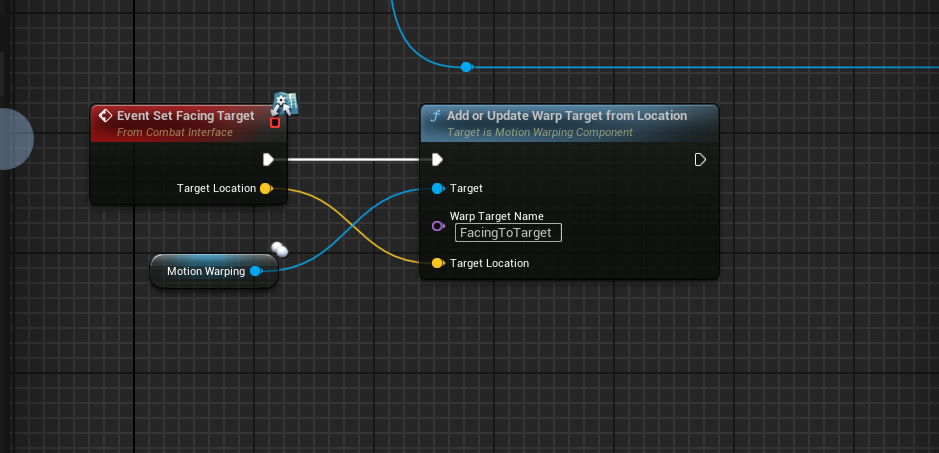 Event Set Facing Target
From Combat Interface
Target Location
Motion Warping
Add or Update Warp Target from Location
Target is Motion Warping Component
Target
Warp Target Name
FacingToTarget
Target Location